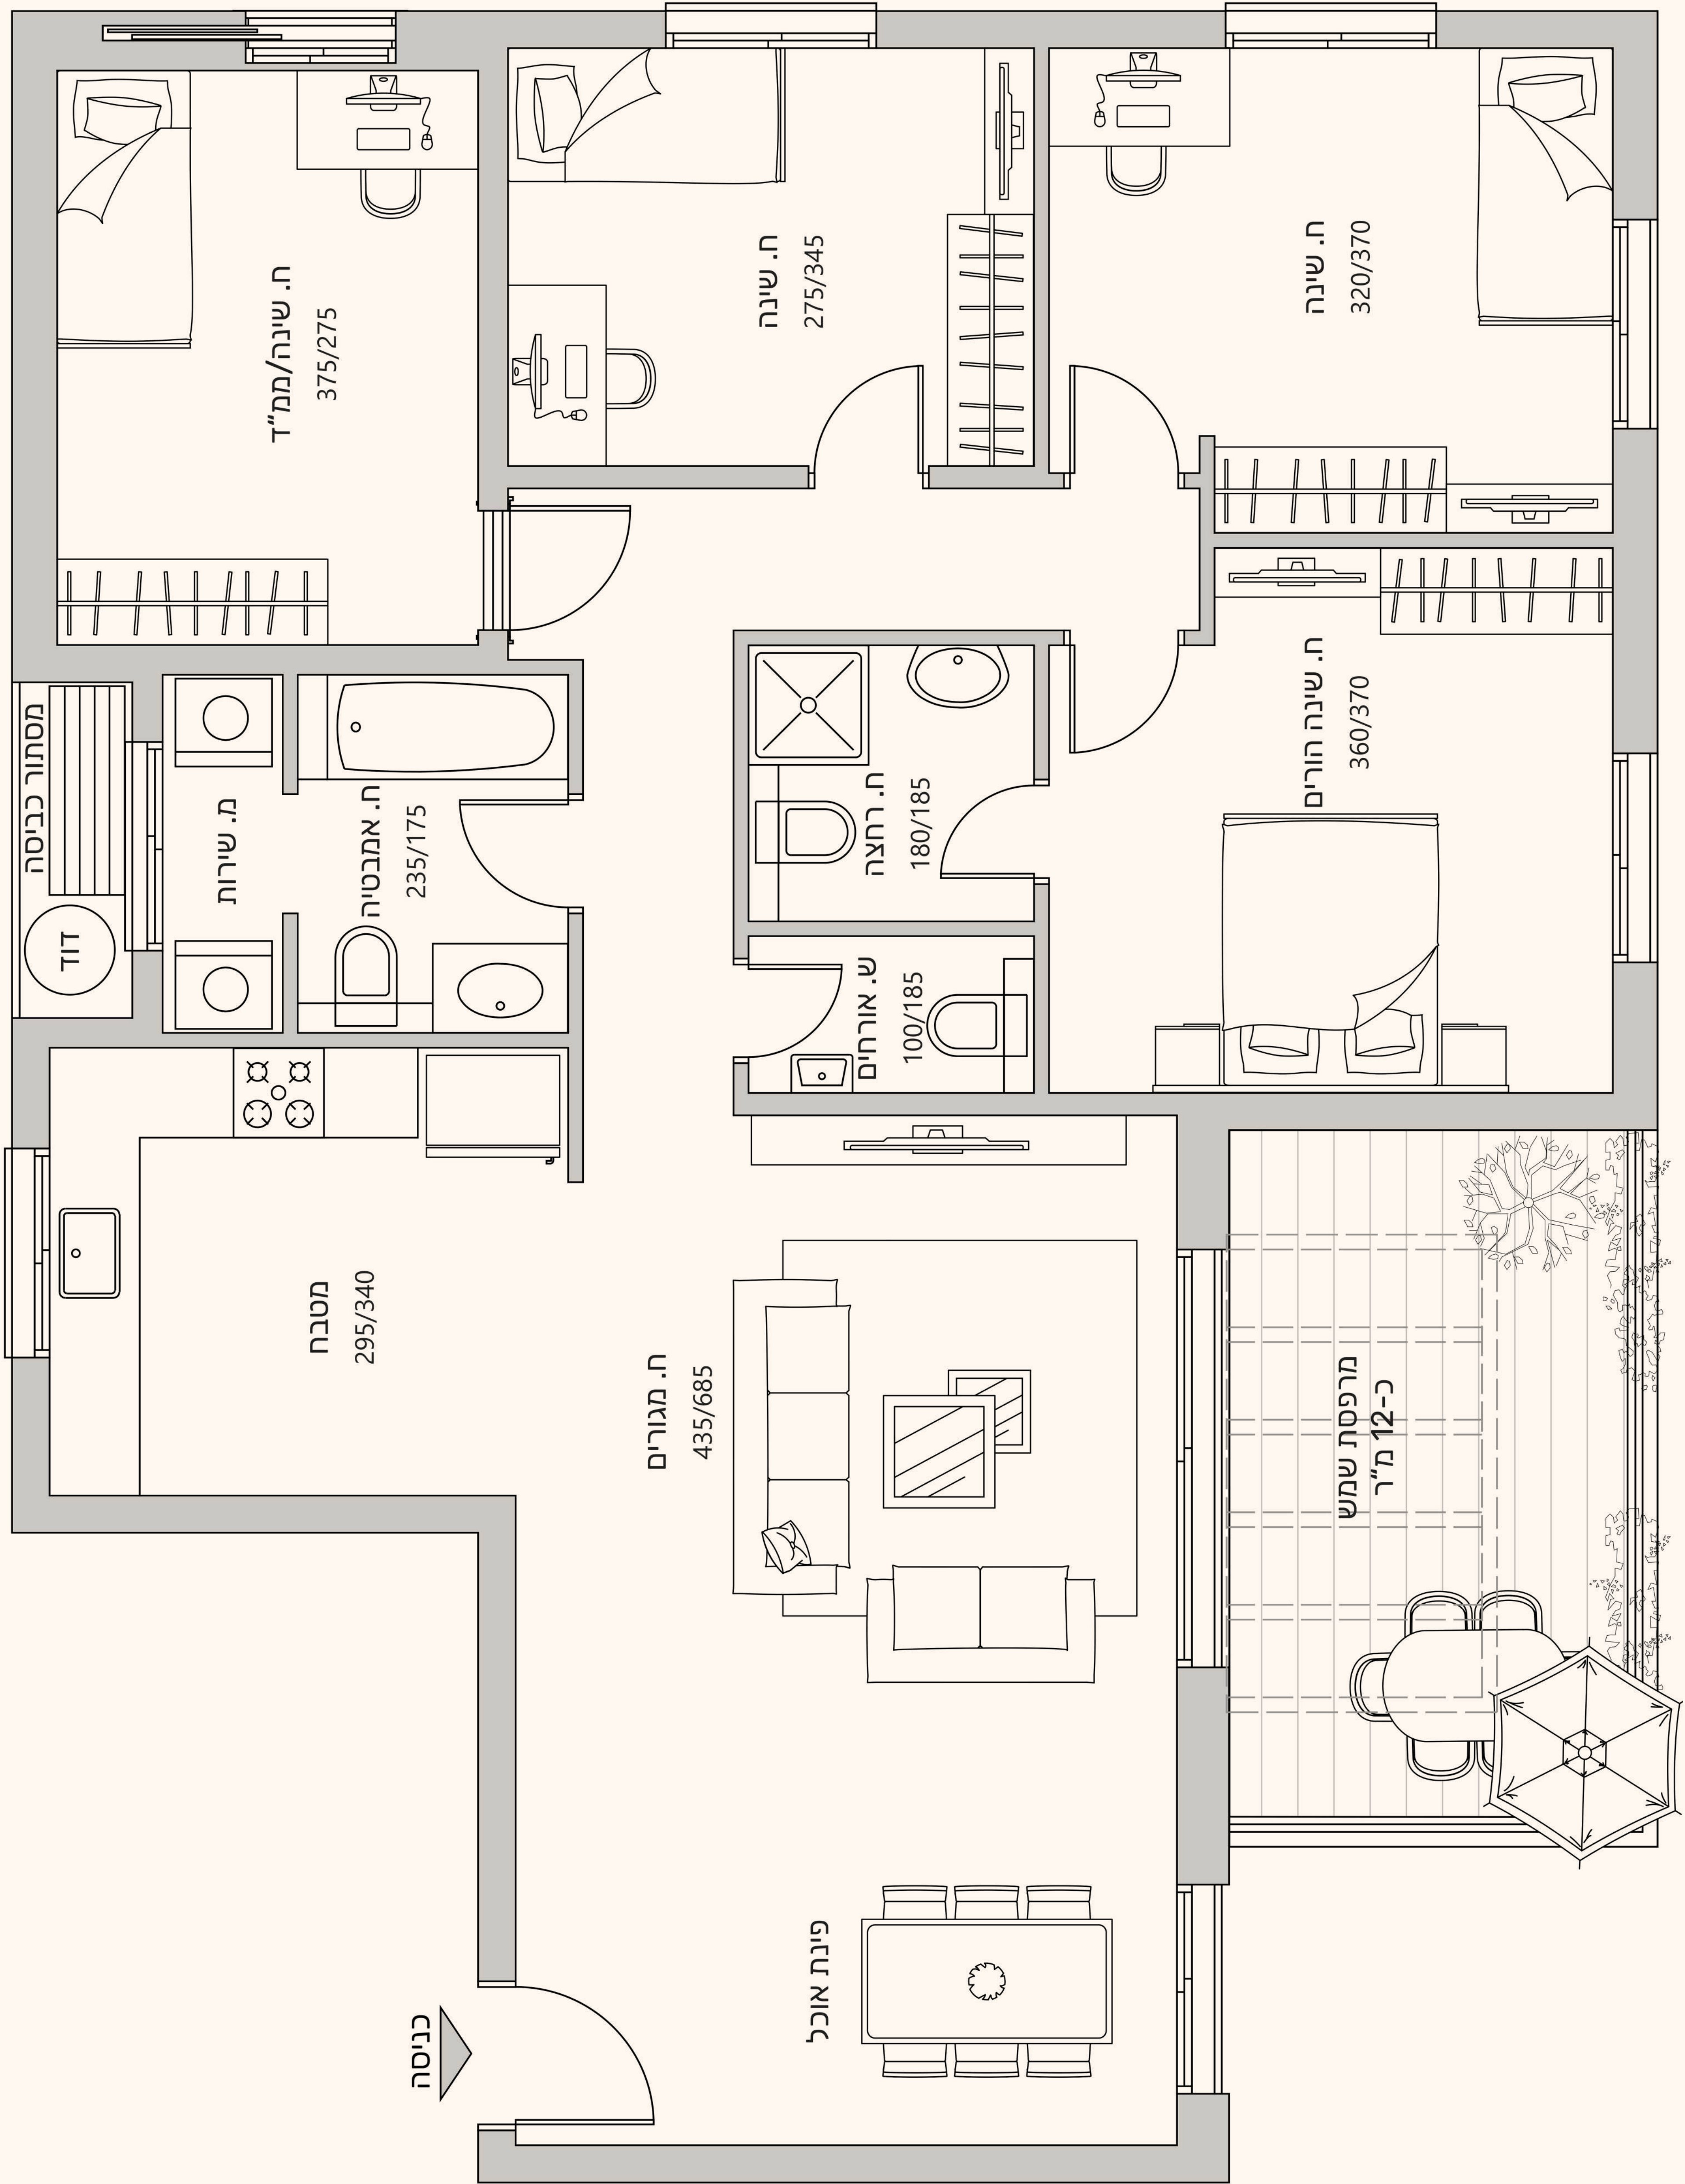 ח. שינה/ממ״ד
375/275
ח. שינה
275/345
ח. שינה
320/370
מסתור כביסה
דוד
מ. שירות
ח. אמבטיה
235/175
ח. רחצה
180/185
ש. אורחים
100/185
ח. שינה הורים
360/370
מטבח
295/340
ח. מגורים
435/685
מרפסת שמש
כ-12 מ״ר
פינת אוכל
כניסה